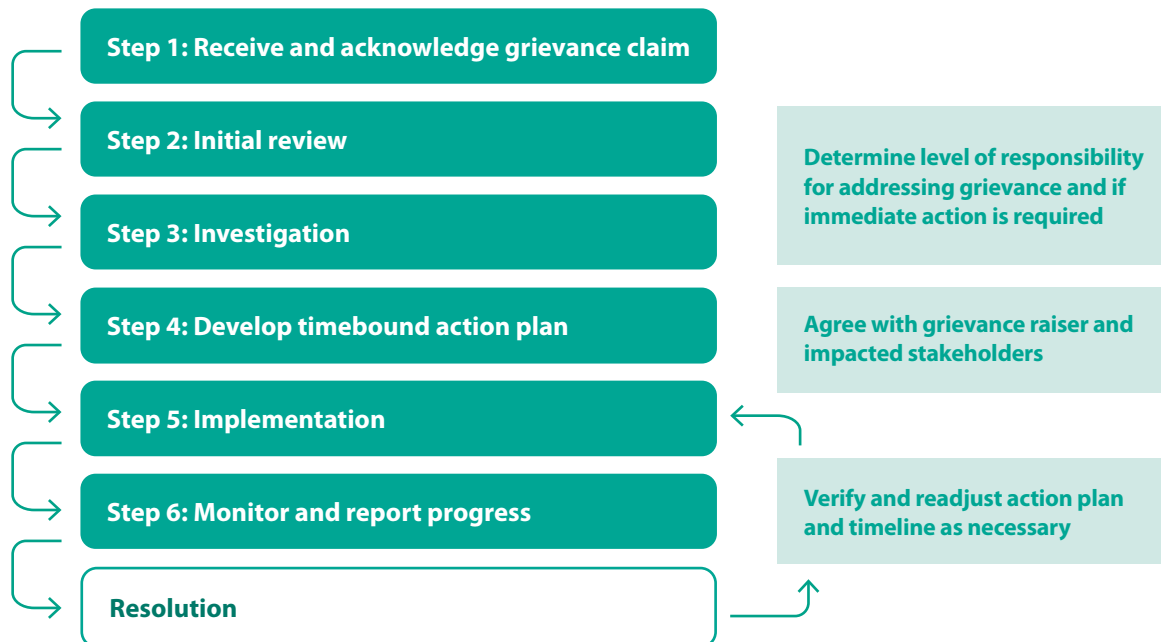 Step 1: Receive and acknowledge grievance claim
Step 2: Initial review
Step 3: Investigation
Step 4: Develop timebound action plan
Step 5: Implementation
Step 6: Monitor and report progress
Resolution
Determine level of responsibility
for addressing grievance and if
immediate action is required
Agree with grievance raiser and
impacted stakeholders
Verify and readjust action plan
and timeline as necessary